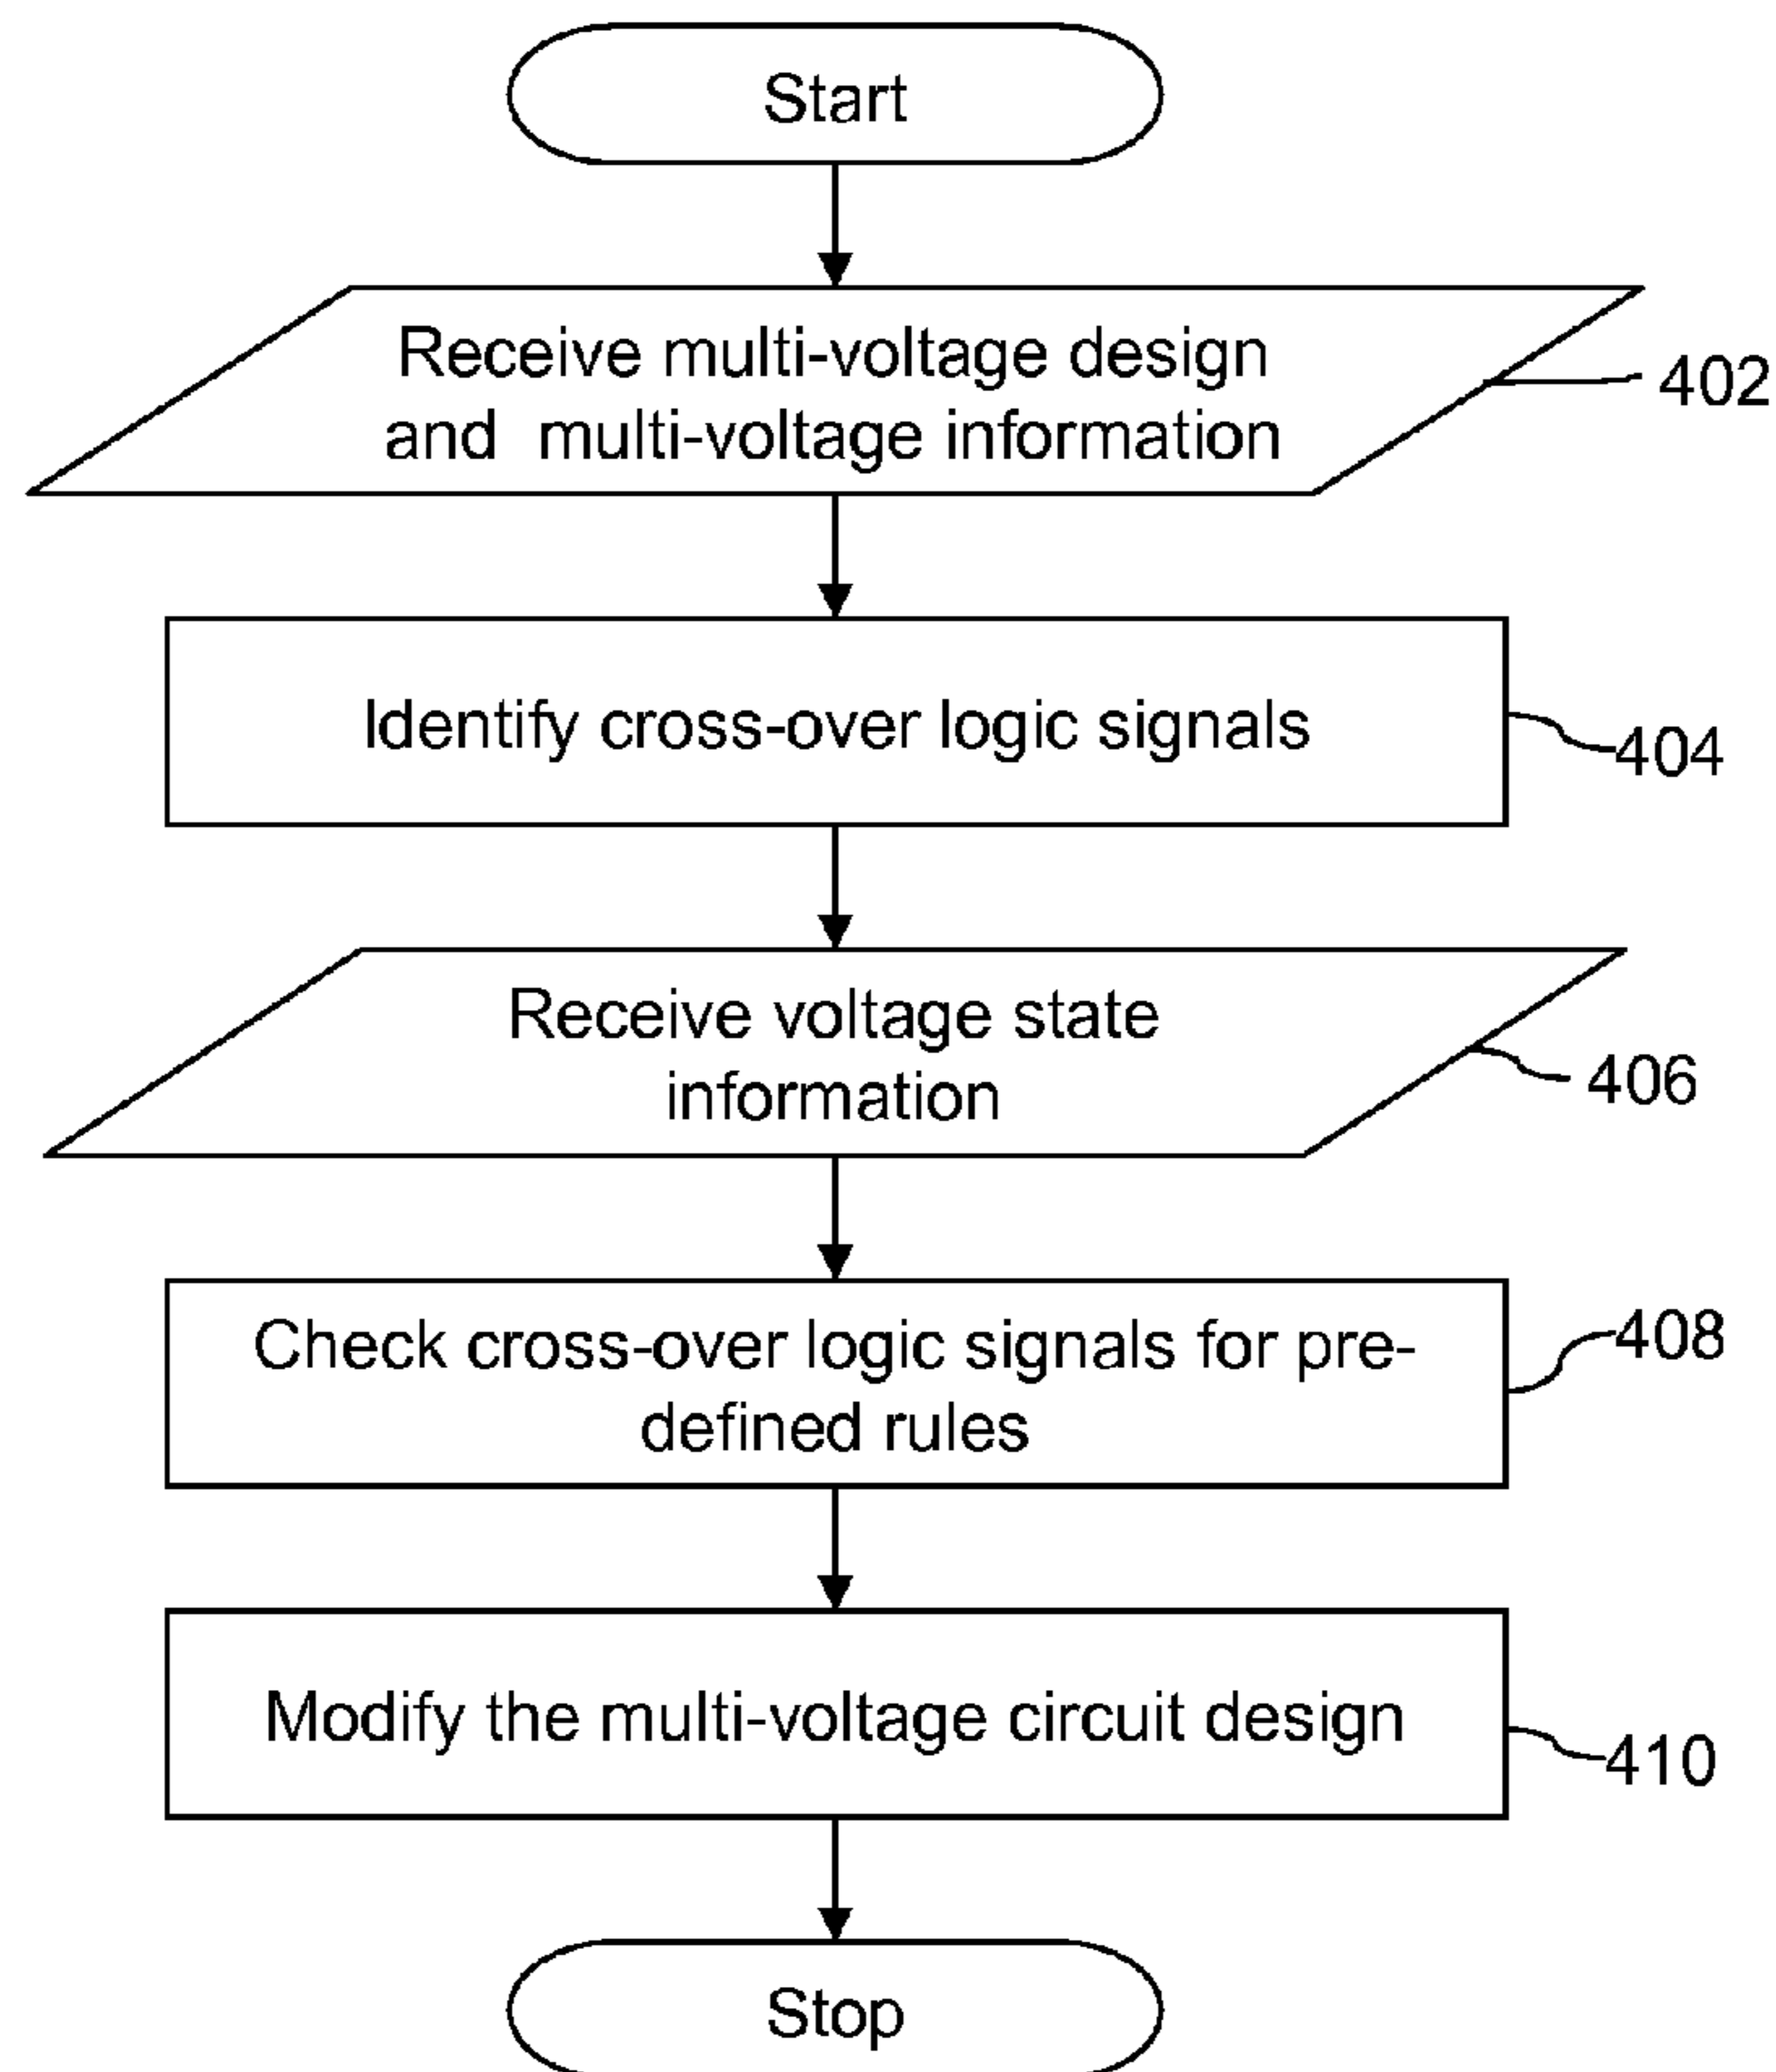 Start
Receive multi-voltage design
and multi-voltage information
402
Identify cross-over logic signals
404
Receive voltage state
information
406
Check cross-over logic signals for pre-
defined rules
408
Modify the multi-voltage circuit design
410
Stop